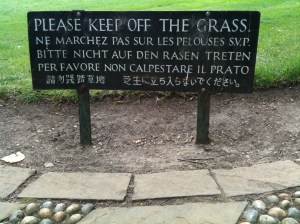 PLEASE KEEP OFF THE GRASS.
NE MARCHEZ PAS SUR LES PELOUSES S.V.P.
BITTE NICHT AUF DEN RASEN TRETEN
PER FAVORE NON CALPESTARE IL PRATO
請勿踐踏草地 芝生に立ち入らないでください。